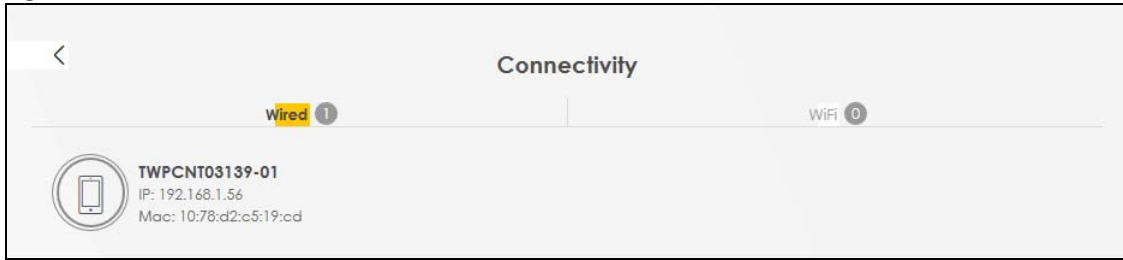 Connectivity
Wired 1
WiFi 0
TWPCNT03139-01
IP: 192.168.1.56
Mac: 10:78:d2:c5:19:cd